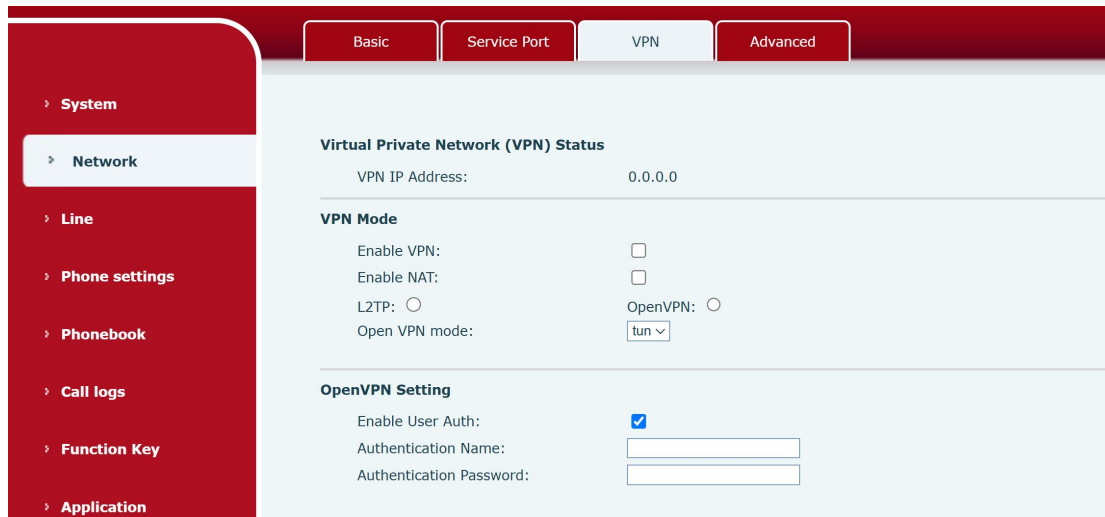 Basic Service Port VPN Advanced
System
Network
Line
Phone settings
Phonebook
Call logs
Function Key
Application
Virtual Private Network (VPN) Status
VPN IP Address: 0.0.0.0
VPN Mode
Enable VPN:
Enable NAT:
L2TP: OpenVPN:
Open VPN mode: tun
OpenVPN Setting
Enable User Auth:
Authentication Name:
Authentication Password: